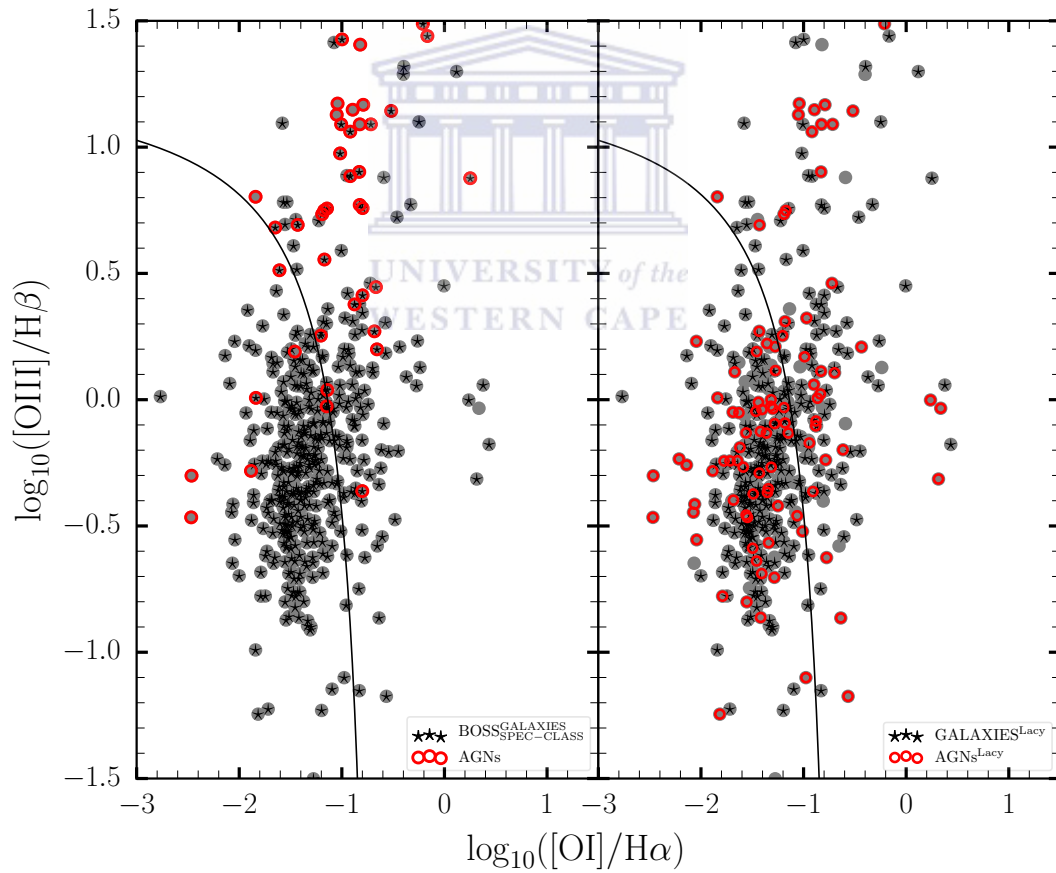 log₁₀([OIII]/Hβ)
1.5
1.0
0.5
0.0
−0.5
−1.0
−1.5
UNIVERSITY of the
WESTERN CAPE
BOSS GALAXIES SPEC−CLASS
AGNs
GALAXIES Lacy
AGNs Lacy
−3 −2 −1 0 1 −3 −2 −1 0 1
log₁₀([OI]/Hα)